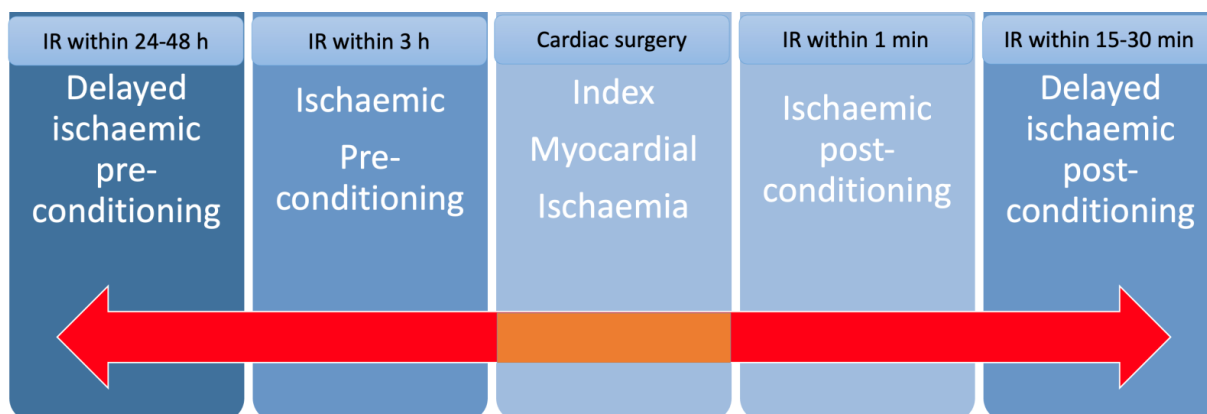 IR within 24-48 h
Delayed
ischaemic
pre-
conditioning
IR within 3 h
Ischaemic
Pre-
conditioning
Cardiac surgery
Index
Myocardial
Ischaemia
IR within 1 min
Ischaemic
post-
conditioning
IR within 15-30 min
Delayed
ischaemic
post-
conditioning